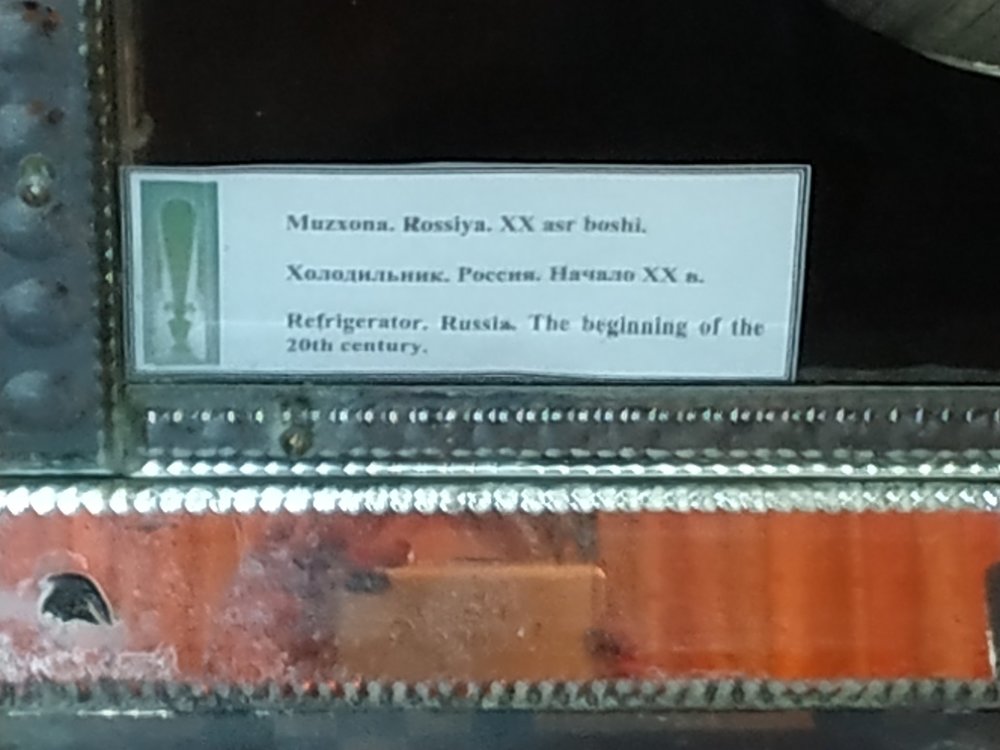 Muzxona. Rossiya. XX asr boshi.
Холодильник. Россия. Начало XX в.
Refrigerator. Russia. The beginning of the
20th century.